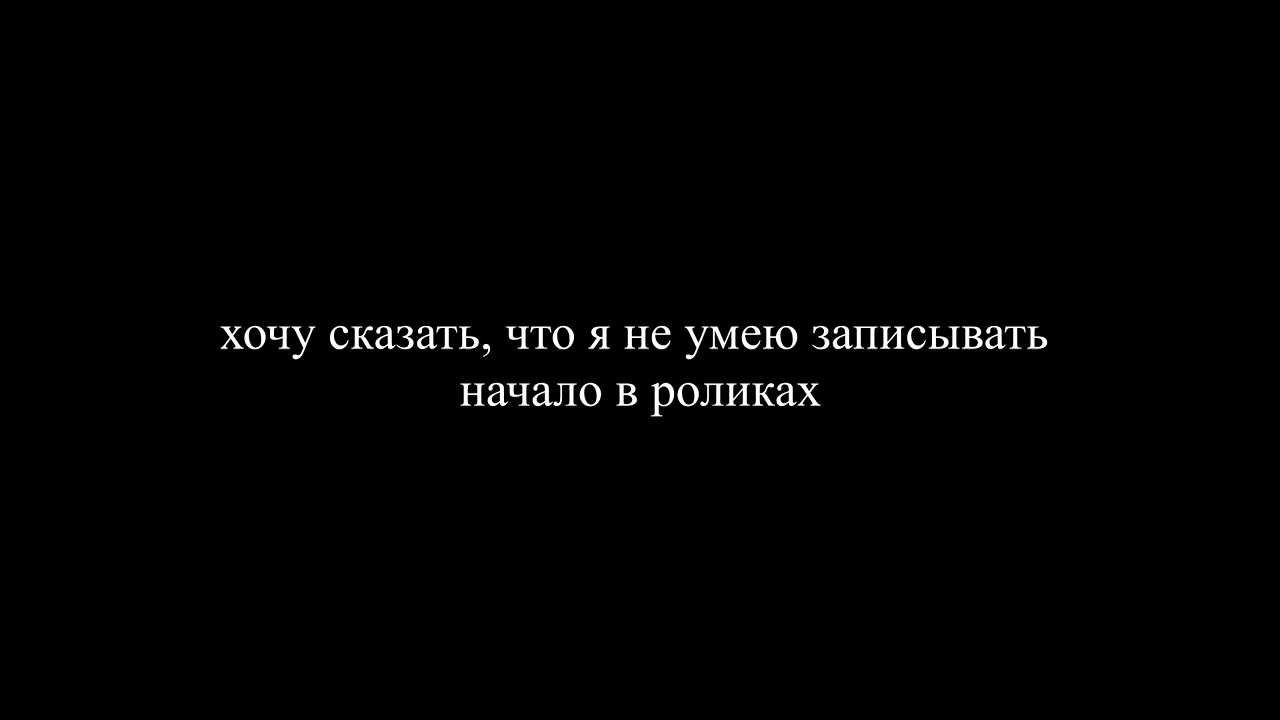 хочу сказать, что я не умею записывать
начало в роликах